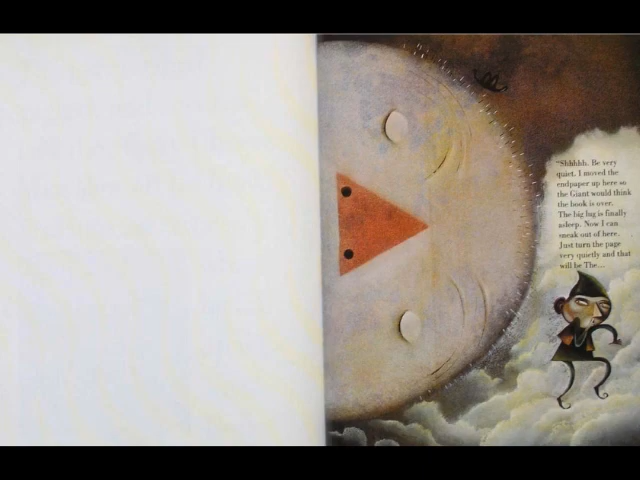 "Shhhhh. Be very
quiet. I moved the
endpaper up here so
the Giant would think
the book is over.
The big lug is finally
asleep. Now I can
sneak out of here.
Just turn the page
very quietly and that
will be The...